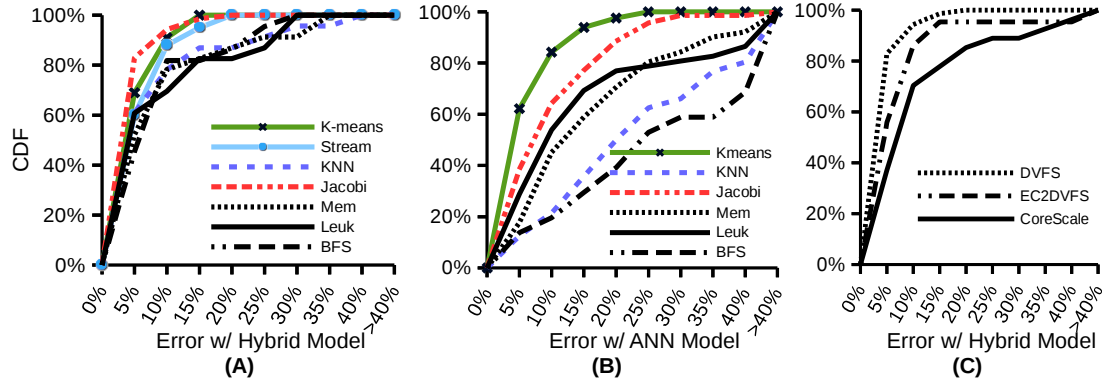 CDF
100%
80%
60%
40%
20%
0%
K-means
Stream
KNN
Jacobi
Mem
Leuk
BFS
0%
5%
10%
15%
20%
25%
30%
35%
40%
>40%
Error w/ Hybrid Model
(A)
100%
80%
60%
40%
20%
0%
Kmeans
KNN
Jacobi
Mem
Leuk
BFS
0%
5%
10%
15%
20%
25%
30%
35%
40%
>40%
Error w/ ANN Model
(B)
100%
80%
60%
40%
20%
0%
DVFS
EC2DVFS
CoreScale
0%
5%
10%
15%
20%
25%
30%
35%
40%
>40%
Error w/ Hybrid Model
(C)